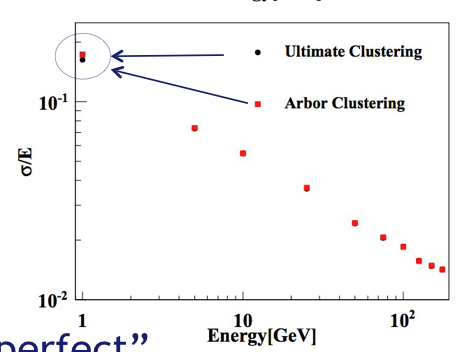 Ultimate Clustering
Arbor Clustering
10⁻¹
σ/E
10⁻²
1
10
10²
Energy[GeV]
perfect”